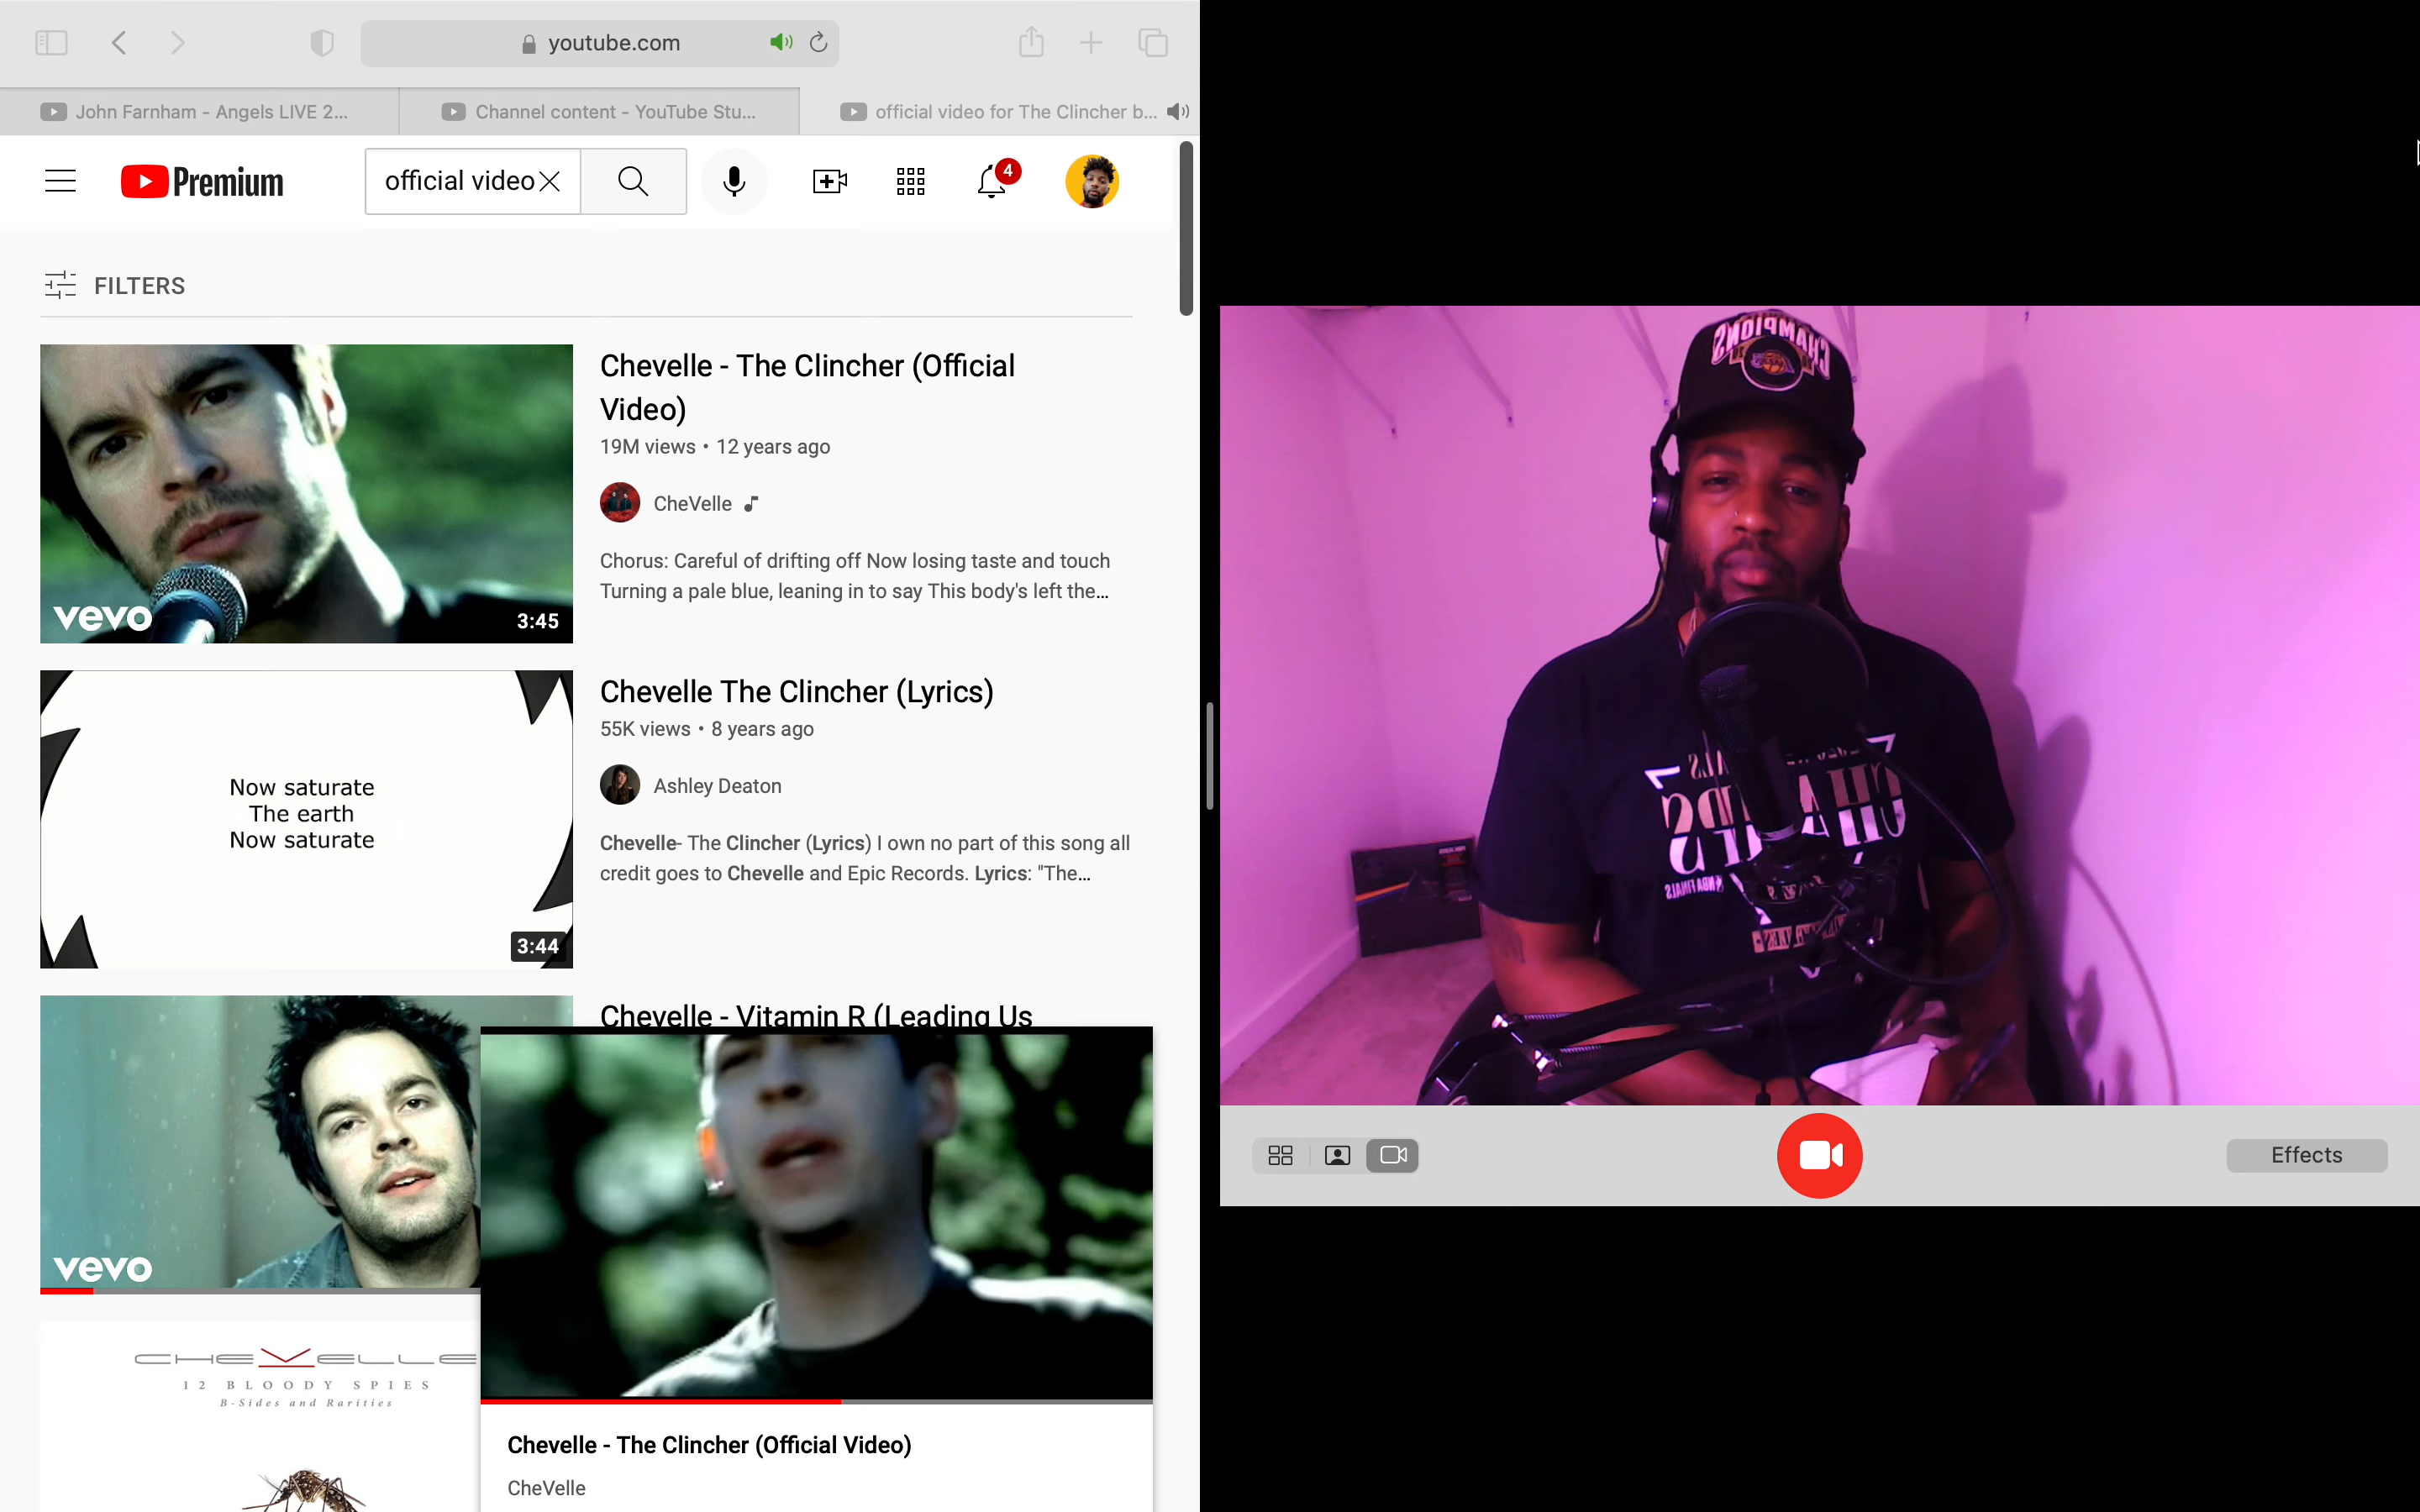 youtube.com
John Farnham - Angels LIVE 2...
Channel content - YouTube Stu...
official video for The Clincher b...
Premium
official video
4
FILTERS
vevo
3:45
Chevelle - The Clincher (Official
Video)
19M views • 12 years ago
CheVelle
Chorus: Careful of drifting off Now losing taste and touch
Turning a pale blue, leaning in to say This body's left the...
Now saturate
The earth
Now saturate
3:44
Chevelle The Clincher (Lyrics)
55K views • 8 years ago
Ashley Deaton
Chevelle- The Clincher (Lyrics) I own no part of this song all
credit goes to Chevelle and Epic Records. Lyrics: "The...
vevo
Chevelle - Vitamin R (Leading Us
CHEVELLE
12 BLOODY SPIES
B-Sides and Rarities
Chevelle - The Clincher (Official Video)
CheVelle
CHAMPIONS
NBA FINALS
Effects